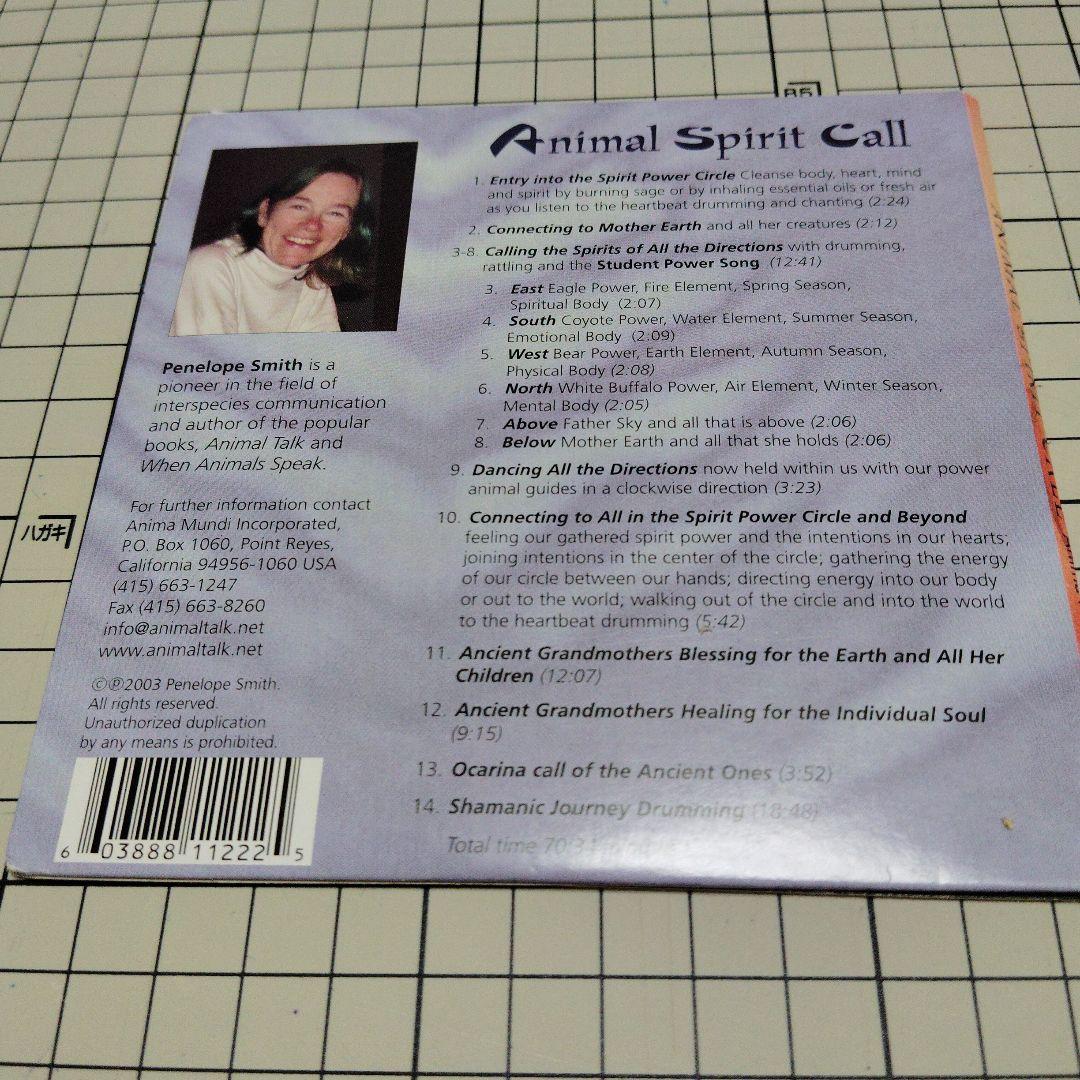 B5
Animal Spirit Call
1. Entry into the Spirit Power Circle Cleanse body, heart, mind
and spirit by burning sage or by inhaling essential oils or fresh air
as you listen to the heartbeat drumming and chanting (2:24)
2. Connecting to Mother Earth and all her creatures (2:12)
3-8. Calling the Spirits of All the Directions with drumming,
rattling and the Student Power Song (12:41)
3. East Eagle Power, Fire Element, Spring Season,
Spiritual Body (2:07)
4. South Coyote Power, Water Element, Summer Season,
Emotional Body (2:09)
5. West Bear Power, Earth Element, Autumn Season,
Physical Body (2:08)
6. North White Buffalo Power, Air Element, Winter Season,
Mental Body (2:05)
7. Above Father Sky and all that is above (2:06)
8. Below Mother Earth and all that she holds (2:06)
9. Dancing All the Directions now held within us with our power
animal guides in a clockwise direction (3:23)
10. Connecting to All in the Spirit Power Circle and Beyond
feeling our gathered spirit power and the intentions in our hearts;
joining intentions in the center of the circle; gathering the energy
of our circle between our hands; directing energy into our body
or out to the world; walking out of the circle and into the world
to the heartbeat drumming (5:42)
11. Ancient Grandmothers Blessing for the Earth and All Her
Children (12:07)
12. Ancient Grandmothers Healing for the Individual Soul
(9:15)
13. Ocarina call of the Ancient Ones (3:52)
14. Shamanic Journey Drumming (18:48)
Total time
Penelope Smith is a
pioneer in the field of
interspecies communication
and author of the popular
books, Animal Talk and
When Animals Speak.
For further information contact
Anima Mundi Incorporated,
P.O. Box 1060, Point Reyes,
California 94956-1060 USA
(415) 663-1247
Fax (415) 663-8260
info@animaltalk.net
www.animaltalk.net
©℗2003 Penelope Smith.
All rights reserved.
Unauthorized duplication
by any means is prohibited.
6 03888 11222 5
ハガキ